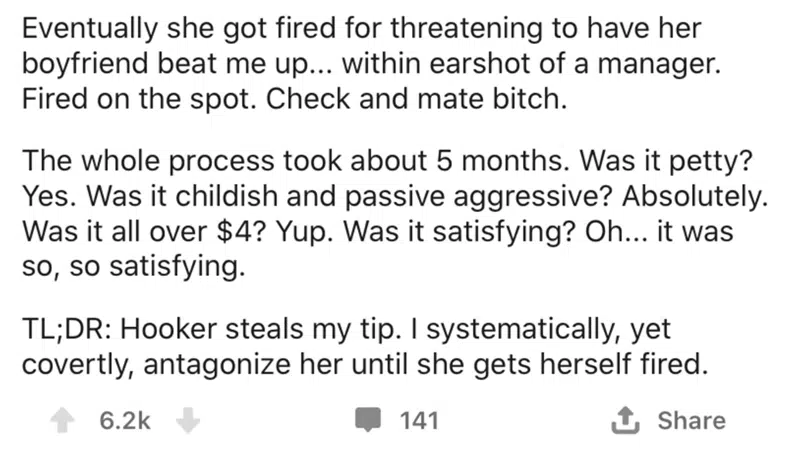 Eventually she got fired for threatening to have her
boyfriend beat me up... within earshot of a manager.
Fired on the spot. Check and mate bitch.
The whole process took about 5 months. Was it petty?
Yes. Was it childish and passive aggressive? Absolutely.
Was it all over $4? Yup. Was it satisfying? Oh... it was
so, so satisfying.
TL;DR: Hooker steals my tip. I systematically, yet
covertly, antagonize her until she gets herself fired.
6.2k 141 Share